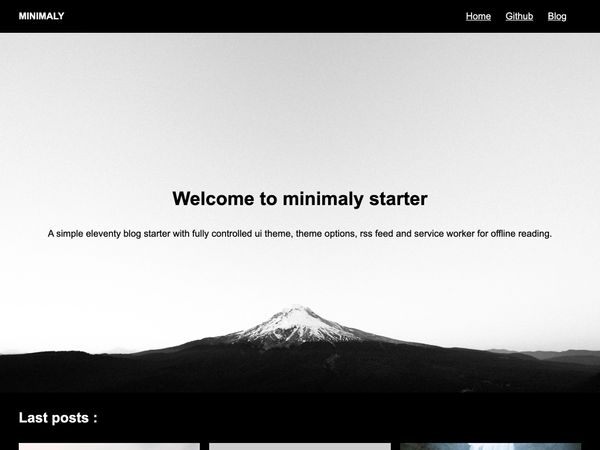 MINIMALY
Home Github Blog
Welcome to minimaly starter
A simple eleventy blog starter with fully controlled ui theme, theme options, rss feed and service worker for offline reading.
Last posts :